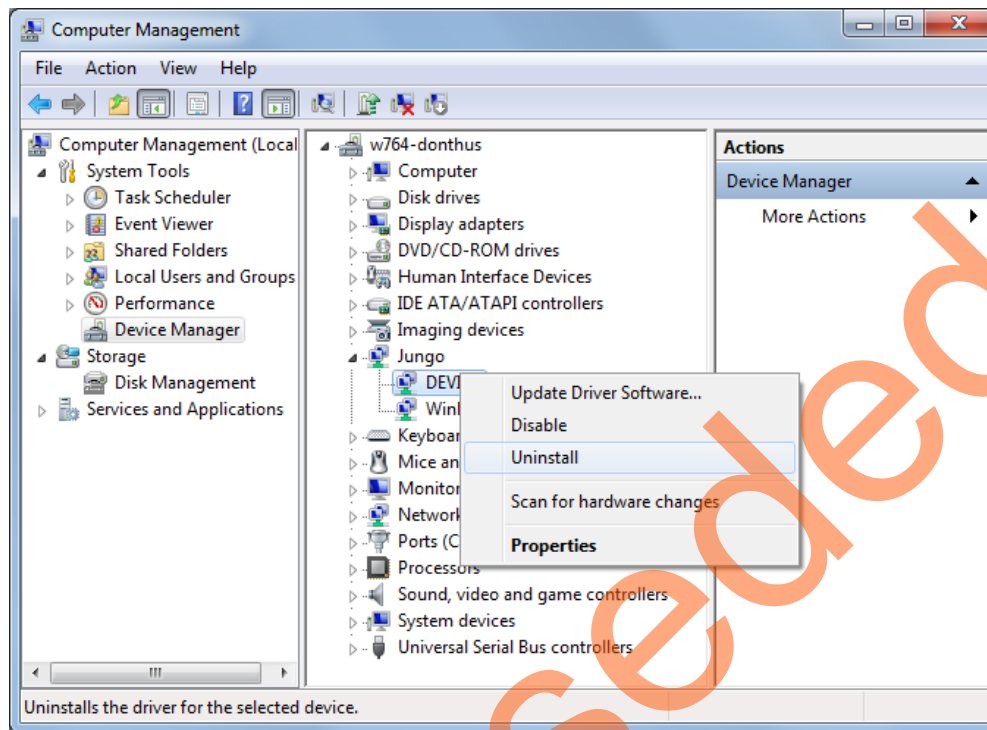 Computer Management
File Action View Help
Computer Management (Local
System Tools
Task Scheduler
Event Viewer
Shared Folders
Local Users and Groups
Performance
Device Manager
Storage
Disk Management
Services and Applications
w764-donthus
Computer
Disk drives
Display adapters
DVD/CD-ROM drives
Human Interface Devices
IDE ATA/ATAPI controllers
Imaging devices
Jungo
DEVI
Win
Keyboar
Mice an
Monitor
Network
Ports (C
Processors
Sound, video and game controllers
System devices
Universal Serial Bus controllers
Update Driver Software...
Disable
Uninstall
Scan for hardware changes
Properties
Actions
Device Manager
More Actions
Uninstalls the driver for the selected device.
seded